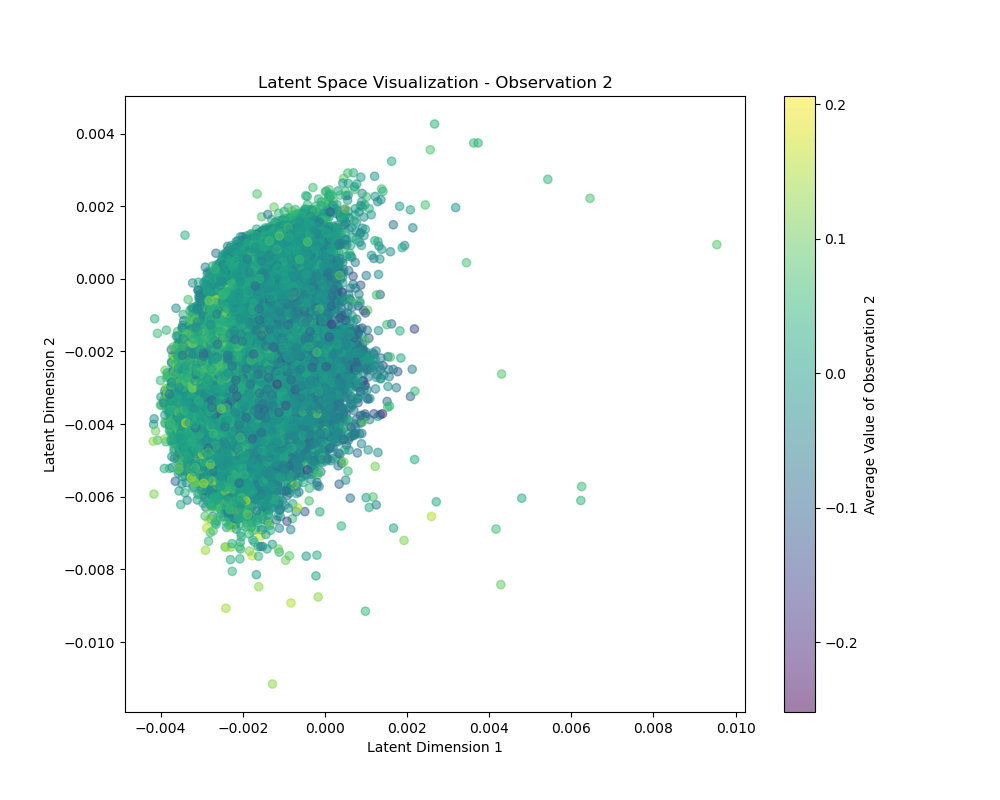 Latent Space Visualization - Observation 2
0.004
0.002
0.000
−0.002
−0.004
−0.006
−0.008
−0.010
Latent Dimension 2
−0.004 −0.002 0.000 0.002 0.004 0.006 0.008 0.010
Latent Dimension 1
0.2
0.1
0.0
−0.1
−0.2
Average Value of Observation 2